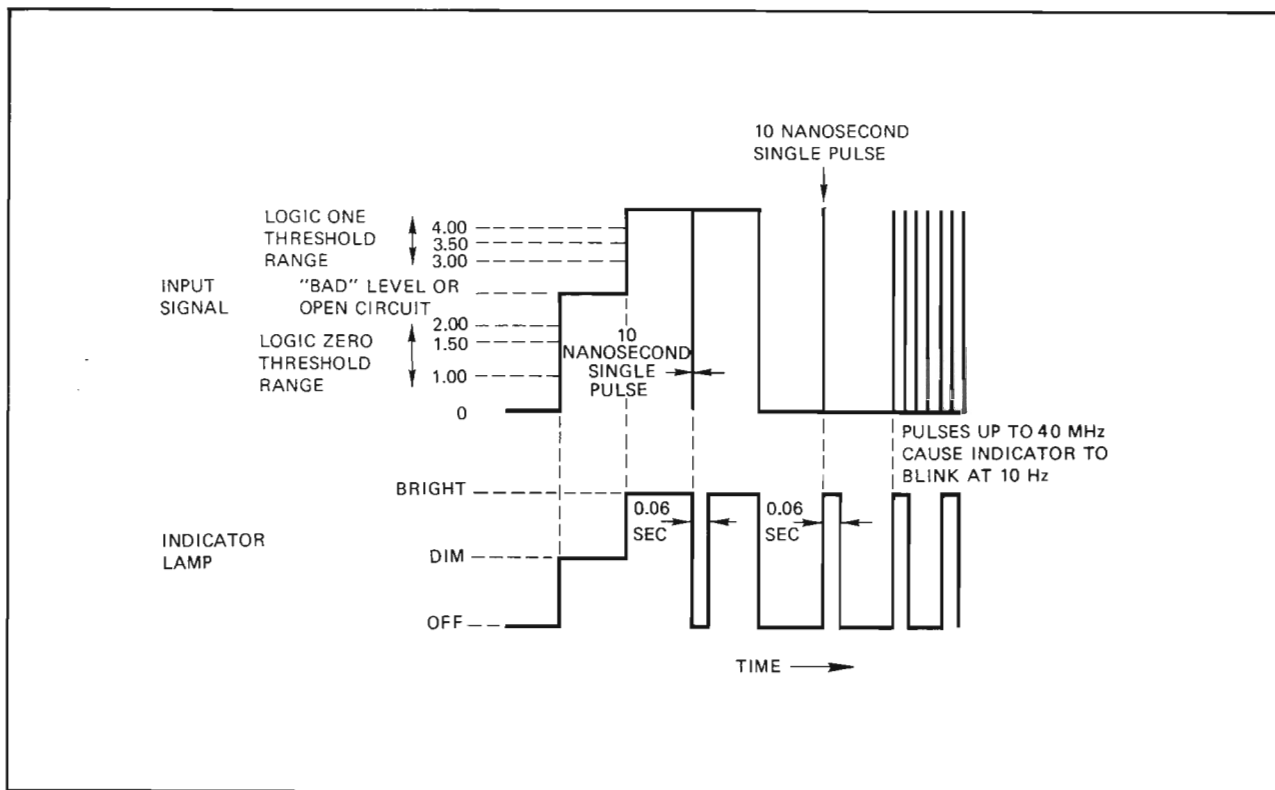 10 NANOSECOND
SINGLE PULSE
LOGIC ONE
THRESHOLD
RANGE
4.00
3.50
3.00
INPUT
SIGNAL
"BAD" LEVEL OR
OPEN CIRCUIT
LOGIC ZERO
THRESHOLD
RANGE
2.00
1.50
1.00
0
10
NANOSECOND
SINGLE
PULSE
PULSES UP TO 40 MHz
CAUSE INDICATOR TO
BLINK AT 10 Hz
INDICATOR
LAMP
BRIGHT
DIM
OFF
0.06
SEC
0.06
SEC
TIME